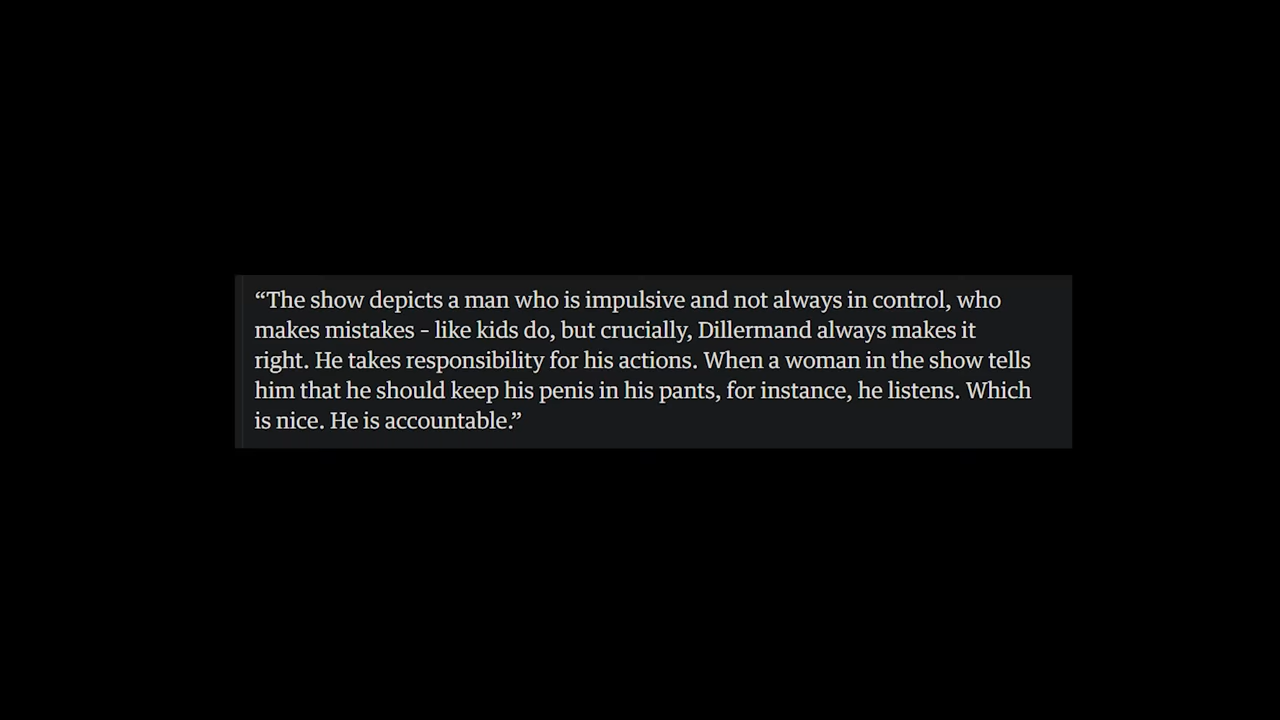 “The show depicts a man who is impulsive and not always in control, who
makes mistakes – like kids do, but crucially, Dillermand always makes it
right. He takes responsibility for his actions. When a woman in the show tells
him that he should keep his penis in his pants, for instance, he listens. Which
is nice. He is accountable.”